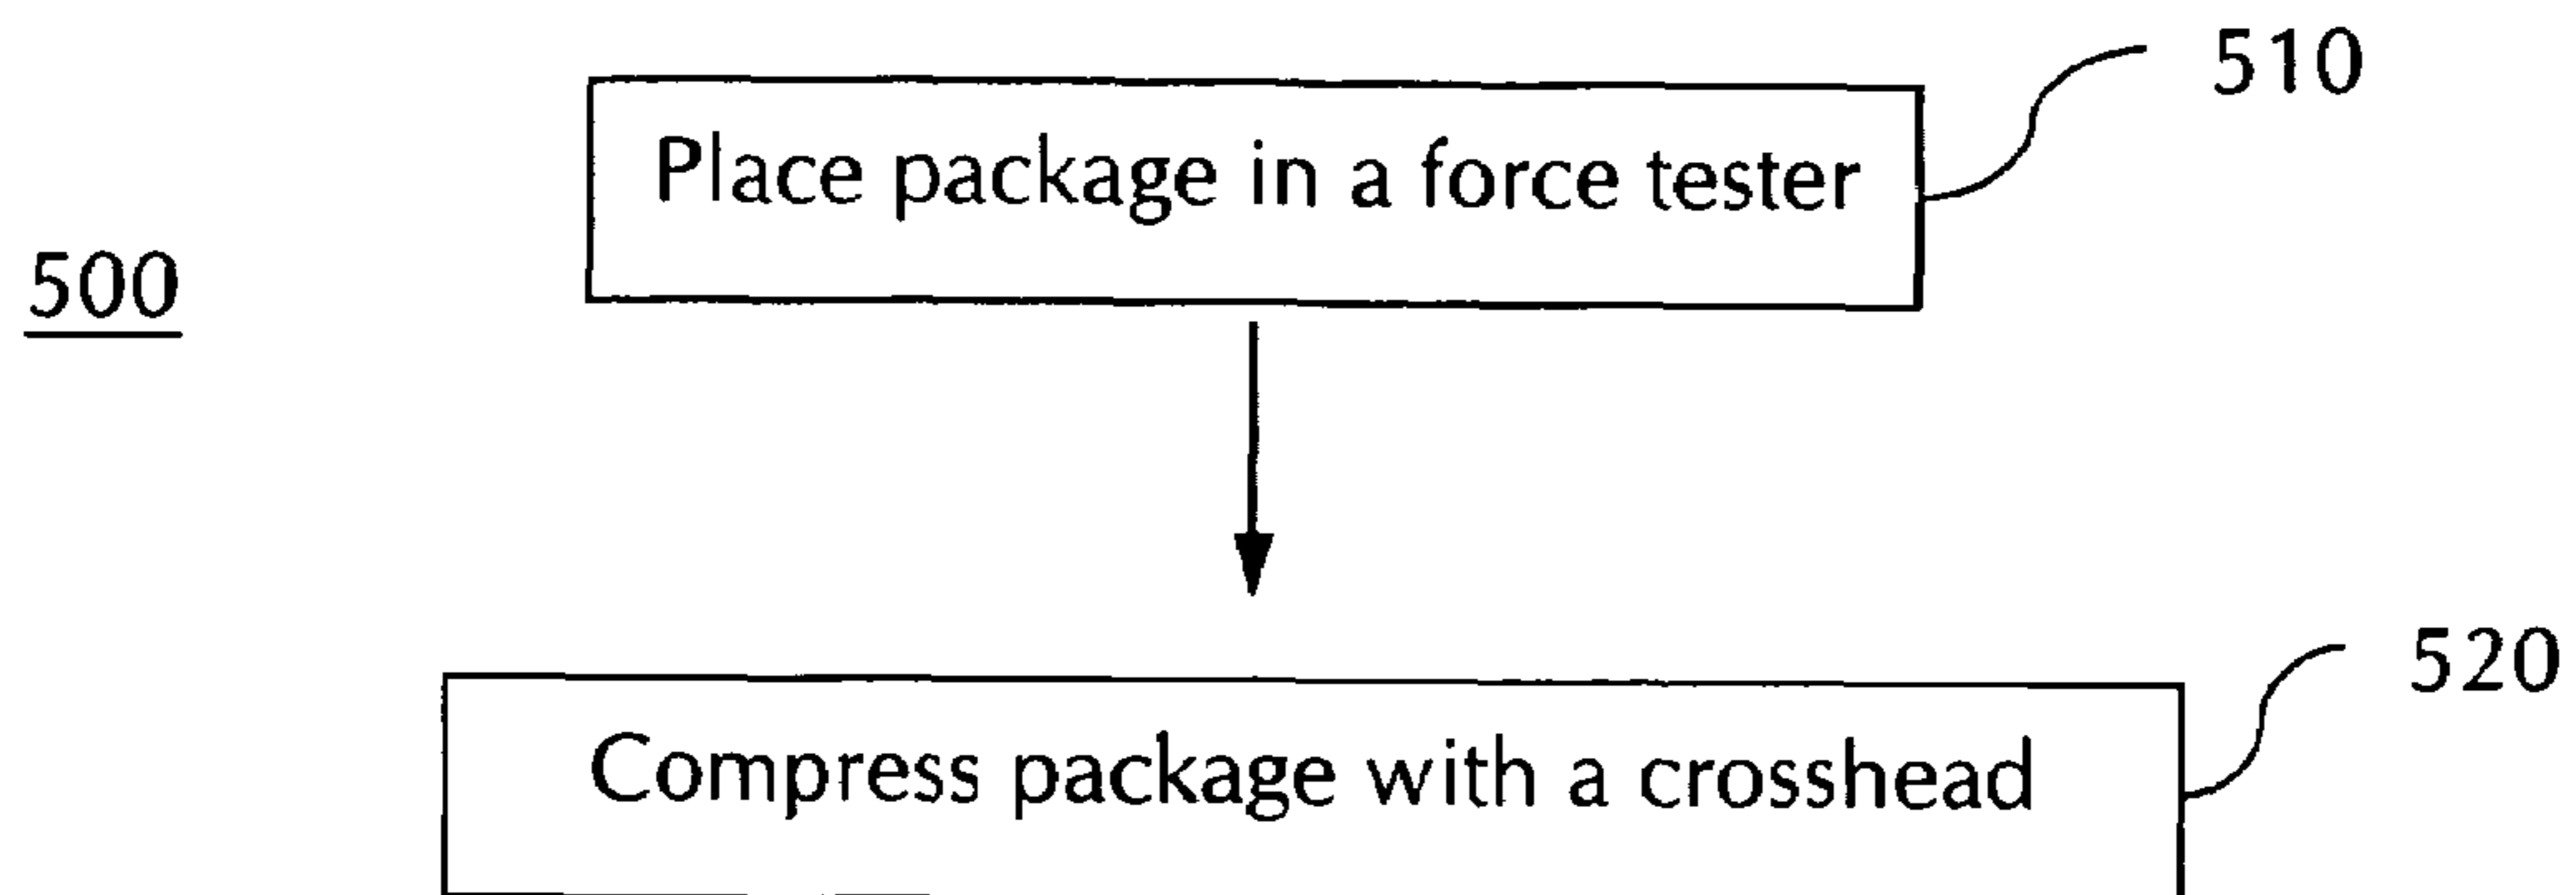 510
Place package in a force tester
500
520
Compress package with a crosshead